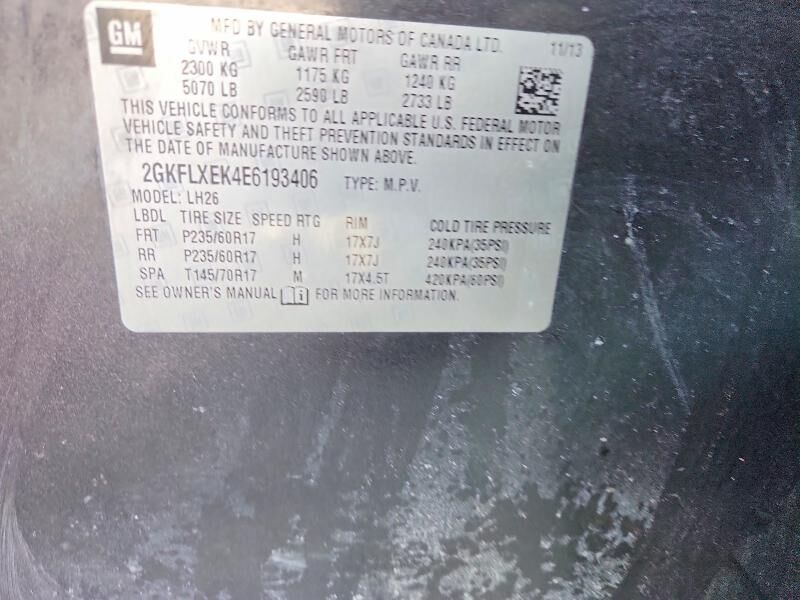 GM
MFD BY GENERAL MOTORS OF CANADA LTD. 11/13
GVWR GAWR FRT GAWR RR
2300 KG 1175 KG 1240 KG
5070 LB 2590 LB 2733 LB
THIS VEHICLE CONFORMS TO ALL APPLICABLE U.S. FEDERAL MOTOR
VEHICLE SAFETY AND THEFT PREVENTION STANDARDS IN EFFECT ON
THE DATE OF MANUFACTURE SHOWN ABOVE.
2GKFLXEK4E6193406 TYPE: M.P.V.
MODEL: LH26
LBDL TIRE SIZE SPEED RTG RIM COLD TIRE PRESSURE
FRT P235/60R17 H 17X7J 240KPA(35PSI)
RR P235/60R17 H 17X7J 240KPA(35PSI)
SPA T145/70R17 M 17X4.5T 420KPA(60PSI)
SEE OWNER'S MANUAL i FOR MORE INFORMATION.